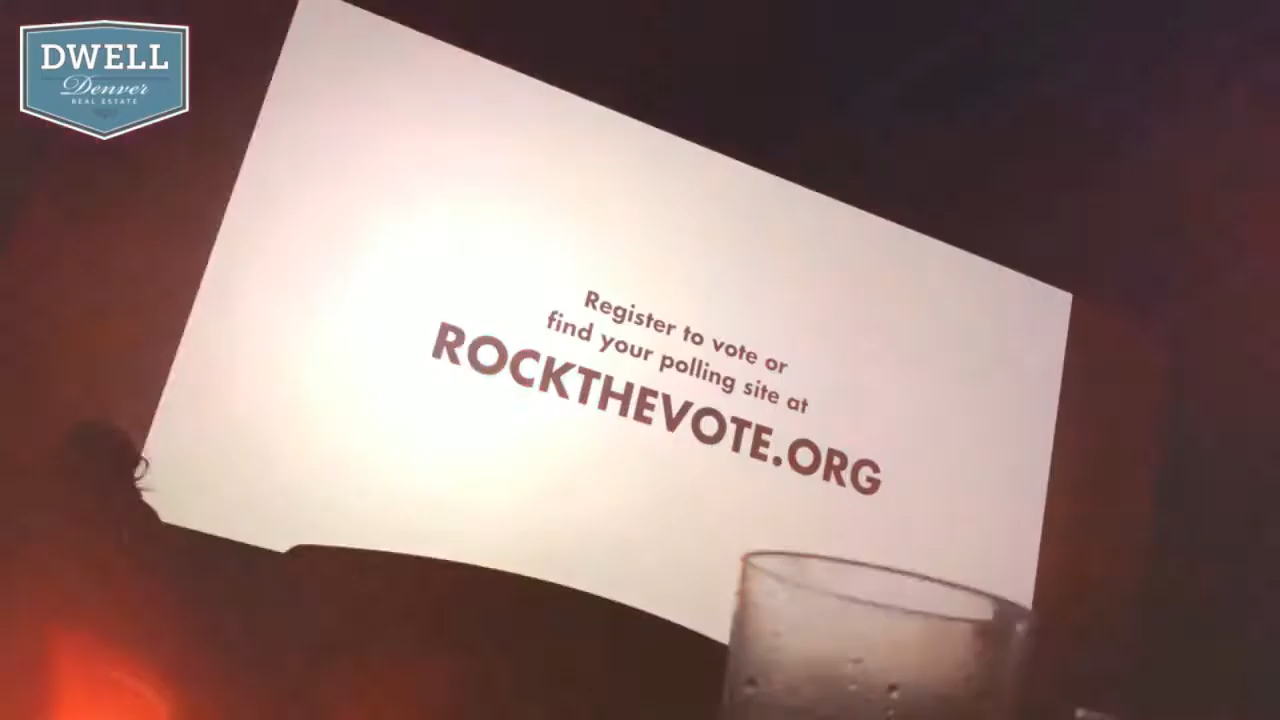 DWELL
Denver
REAL ESTATE
Register to vote or
find your polling site at
ROCKTHEVOTE.ORG